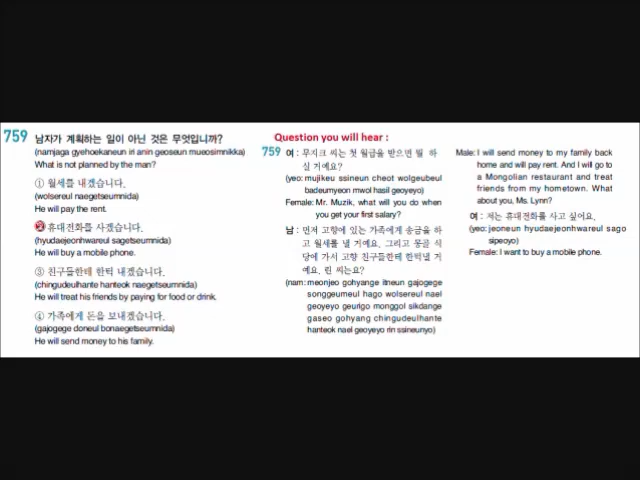 759 남자가 계획하는 일이 아닌 것은 무엇입니까?
(namjaga gyehoekaneun iri anin geoseun mueosimnikka)
What is not planned by the man?
① 월세를 내겠습니다.
(wolsereul naegetseumnida)
He will pay the rent.
② 휴대전화를 사겠습니다.
(hyudaejeonhwareul sagetseumnida)
He will buy a mobile phone.
③ 친구들한테 한턱 내겠습니다.
(chingudeulhante hanteok naegetseumnida)
He will treat his friends by paying for food or drink.
④ 가족에게 돈을 보내겠습니다.
(gajogege doneul bonaegetseumnida)
He will send money to his family.
Question you will hear :
759 여 : 무지크 씨는 첫 월급을 받으면 뭘 하
실 거예요?
(yeo: mujikeu ssineun cheot wolgeubeul
badeumyeon mwol hasil geoyeyo)
Female: Mr. Muzik, what will you do when
you get your first salary?
남 : 먼저 고향에 있는 가족에게 송금을 하
고 월세를 낼 거예요. 그리고 몽골 식
당에 가서 고향 친구들한테 한턱낼 거
예요. 린 씨는요?
(nam: meonjeo gohyange itneun gajogege
songgeumeul hago wolsereul nael
geoyeyo geurigo monggol sikdange
gaseo gohyang chingudeulhante
hanteok nael geoyeyo rin ssineunyo)
Male: I will send money to my family back
home and will pay rent. And I will go to
a Mongolian restaurant and treat
friends from my hometown. What
about you, Ms. Lynn?
여 : 저는 휴대전화를 사고 싶어요.
(yeo: jeoneun hyudaejeonhwareul sago
sipeoyo)
Female: I want to buy a mobile phone.